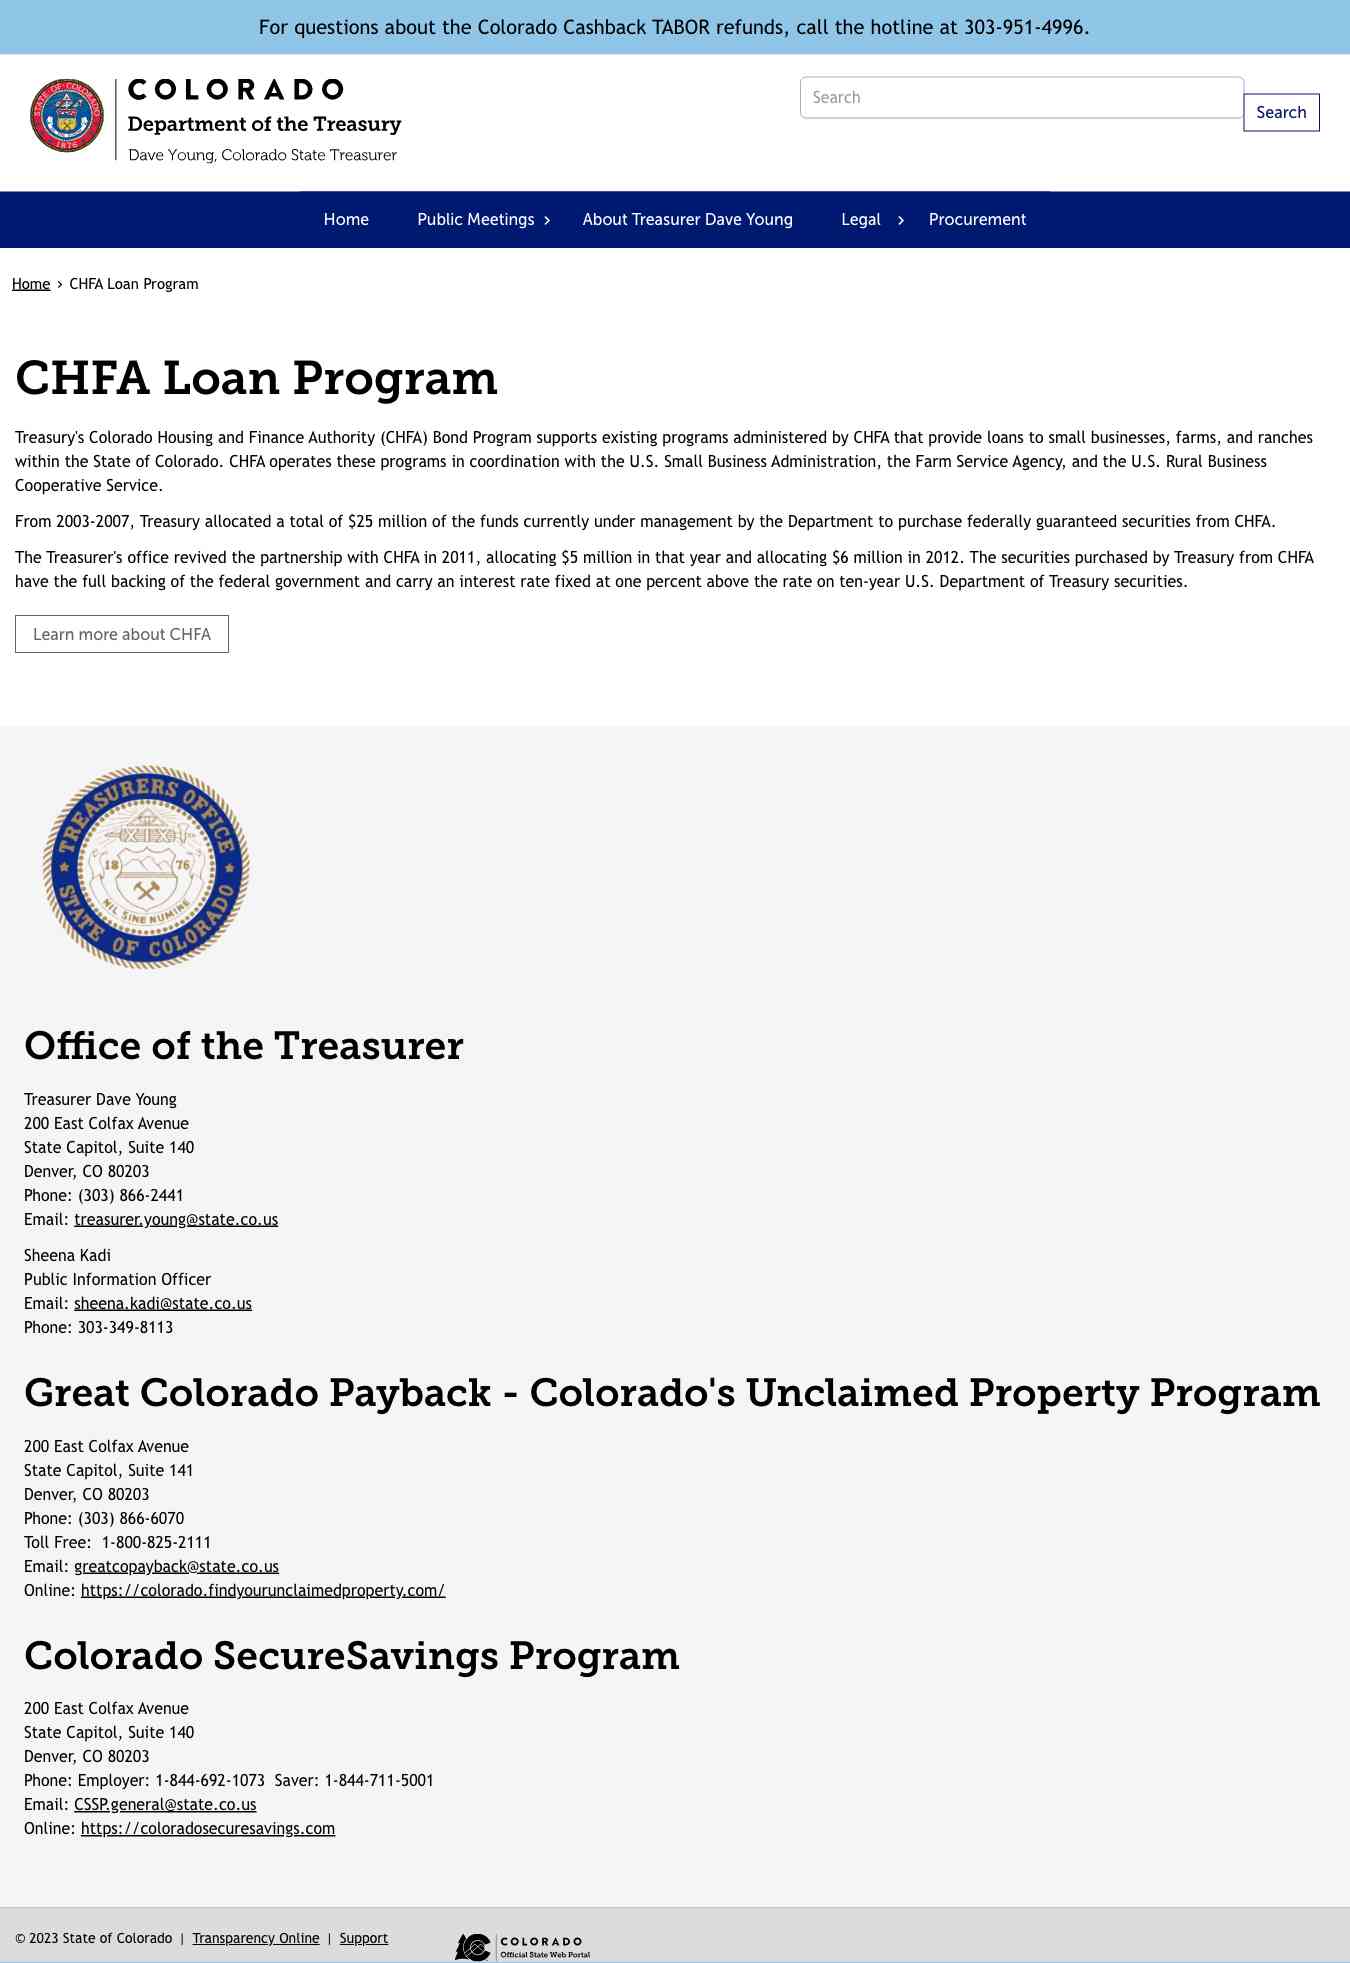 For questions about the Colorado Cashback TABOR refunds, call the hotline at 303-951-4996.
STATE OF COLORADO
1876
COLORADO
Department of the Treasury
Dave Young, Colorado State Treasurer
Search
Search
Home Public Meetings › About Treasurer Dave Young Legal › Procurement
Home › CHFA Loan Program
CHFA Loan Program
Treasury's Colorado Housing and Finance Authority (CHFA) Bond Program supports existing programs administered by CHFA that provide loans to small businesses, farms, and ranches
within the State of Colorado. CHFA operates these programs in coordination with the U.S. Small Business Administration, the Farm Service Agency, and the U.S. Rural Business
Cooperative Service.
From 2003-2007, Treasury allocated a total of $25 million of the funds currently under management by the Department to purchase federally guaranteed securities from CHFA.
The Treasurer's office revived the partnership with CHFA in 2011, allocating $5 million in that year and allocating $6 million in 2012. The securities purchased by Treasury from CHFA
have the full backing of the federal government and carry an interest rate fixed at one percent above the rate on ten-year U.S. Department of Treasury securities.
Learn more about CHFA
TREASURERS OFFICE
18 76
NIL SINE NUMINE
STATE OF COLORADO
Office of the Treasurer
Treasurer Dave Young
200 East Colfax Avenue
State Capitol, Suite 140
Denver, CO 80203
Phone: (303) 866-2441
Email: treasurer.young@state.co.us
Sheena Kadi
Public Information Officer
Email: sheena.kadi@state.co.us
Phone: 303-349-8113
Great Colorado Payback - Colorado's Unclaimed Property Program
200 East Colfax Avenue
State Capitol, Suite 141
Denver, CO 80203
Phone: (303) 866-6070
Toll Free:  1-800-825-2111
Email: greatcopayback@state.co.us
Online: https://colorado.findyourunclaimedproperty.com/
Colorado SecureSavings Program
200 East Colfax Avenue
State Capitol, Suite 140
Denver, CO 80203
Phone: Employer: 1-844-692-1073  Saver: 1-844-711-5001
Email: CSSP.general@state.co.us
Online: https://coloradosecuresavings.com
© 2023 State of Colorado | Transparency Online | Support
COLORADO
Official State Web Portal